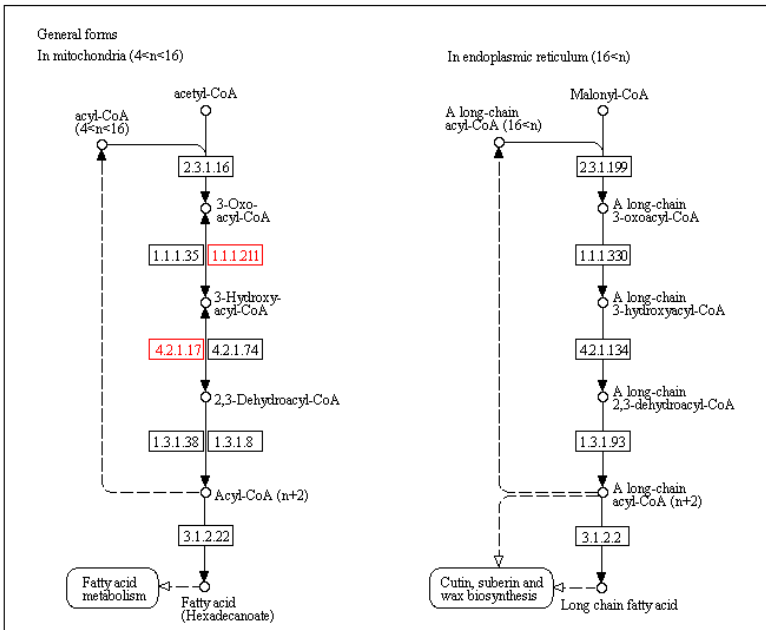 General forms
In mitochondria (4<n<16)
acetyl-CoA
acyl-CoA
(4<n<16)
2.3.1.16
3-Oxo-
acyl-CoA
1.1.1.35
1.1.1.211
3-Hydroxy-
acyl-CoA
4.2.1.17
4.2.1.74
2,3-Dehydroacyl-CoA
1.3.1.38
1.3.1.8
Acyl-CoA (n+2)
3.1.2.22
Fatty acid
metabolism
Fatty acid
(Hexadecanoate)
In endoplasmic reticulum (16<n)
Malonyl-CoA
A long-chain
acyl-CoA (16<n)
2.3.1.199
A long-chain
3-oxoacyl-CoA
1.1.1.330
A long-chain
3-hydroxyacyl-CoA
4.2.1.134
A long-chain
2,3-dehydroacyl-CoA
1.3.1.93
A long-chain
acyl-CoA (n+2)
3.1.2.2
Cutin, suberin and
wax biosynthesis
Long chain fatty acid